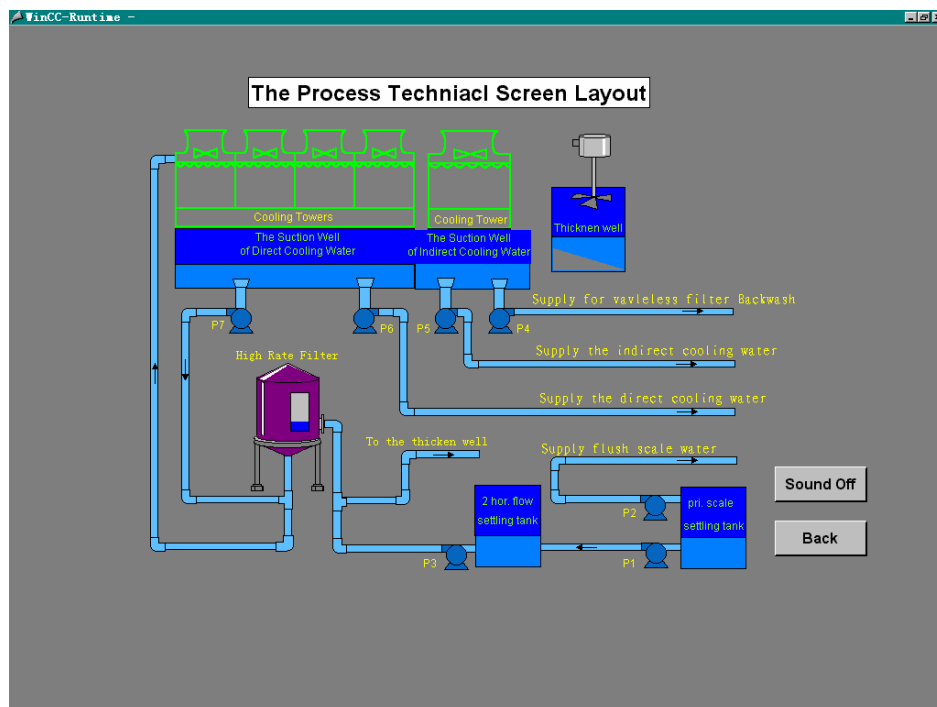 WinCC-Runtime -
The Process Techniacl Screen Layout
Cooling Towers
Cooling Tower
The Suction Well
of Direct Cooling Water
The Suction Well
of Indirect Cooling Water
Thicknen well
P7
P6
P5
P4
Supply for vavleless filter Backwash
High Rate Filter
Supply the indirect cooling water
Supply the direct cooling water
To the thicken well
Supply flush scale water
Sound Off
2 hor. flow
settling tank
P2
pri. scale
settling tank
Back
P3
P1